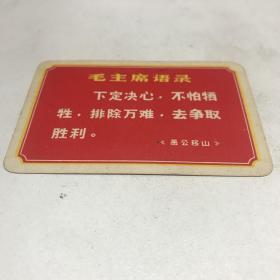 毛主席语录
下定决心，不怕牺
牲，排除万难，去争取
胜利。
《愚公移山》